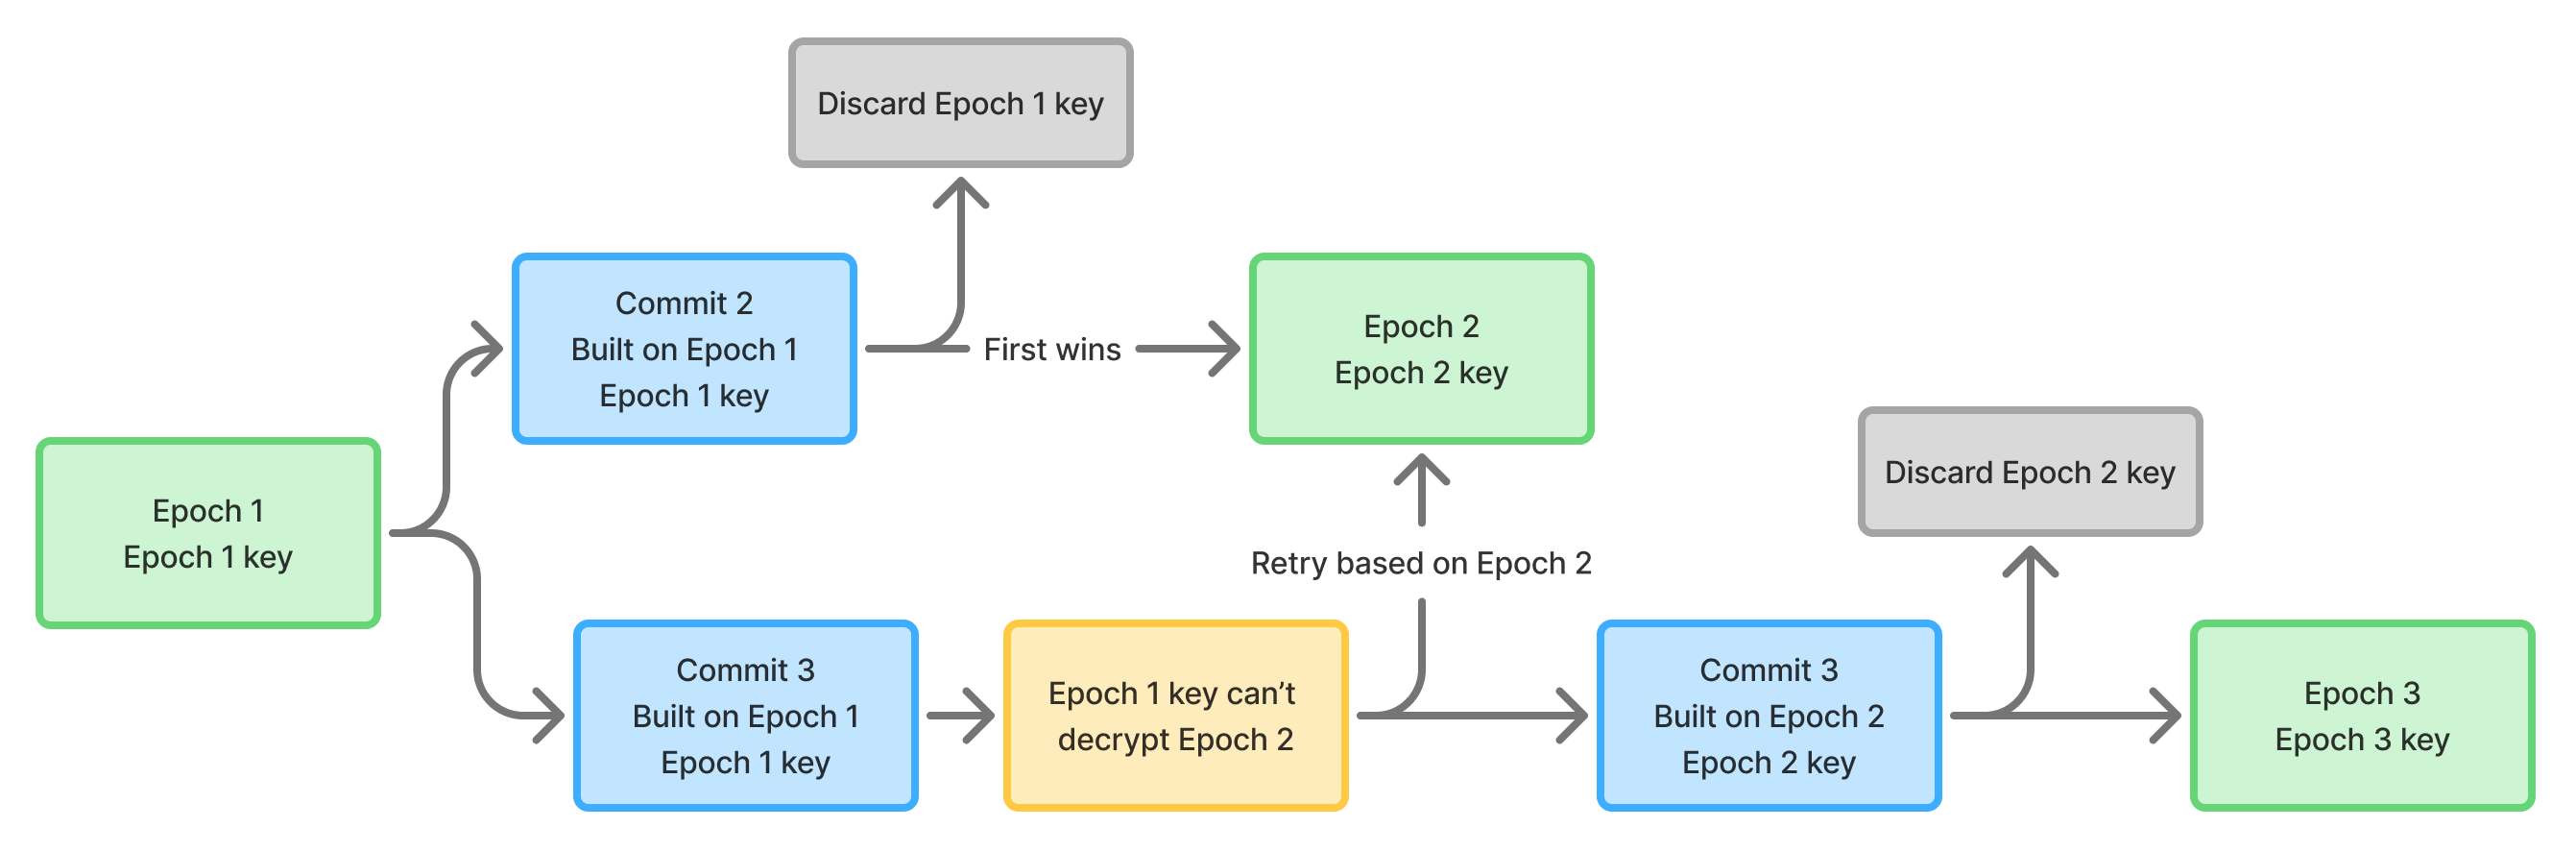 Discard Epoch 1 key
Commit 2
Built on Epoch 1
Epoch 1 key
First wins
Epoch 2
Epoch 2 key
Epoch 1
Epoch 1 key
Discard Epoch 2 key
Retry based on Epoch 2
Commit 3
Built on Epoch 1
Epoch 1 key
Epoch 1 key can’t
decrypt Epoch 2
Commit 3
Built on Epoch 2
Epoch 2 key
Epoch 3
Epoch 3 key